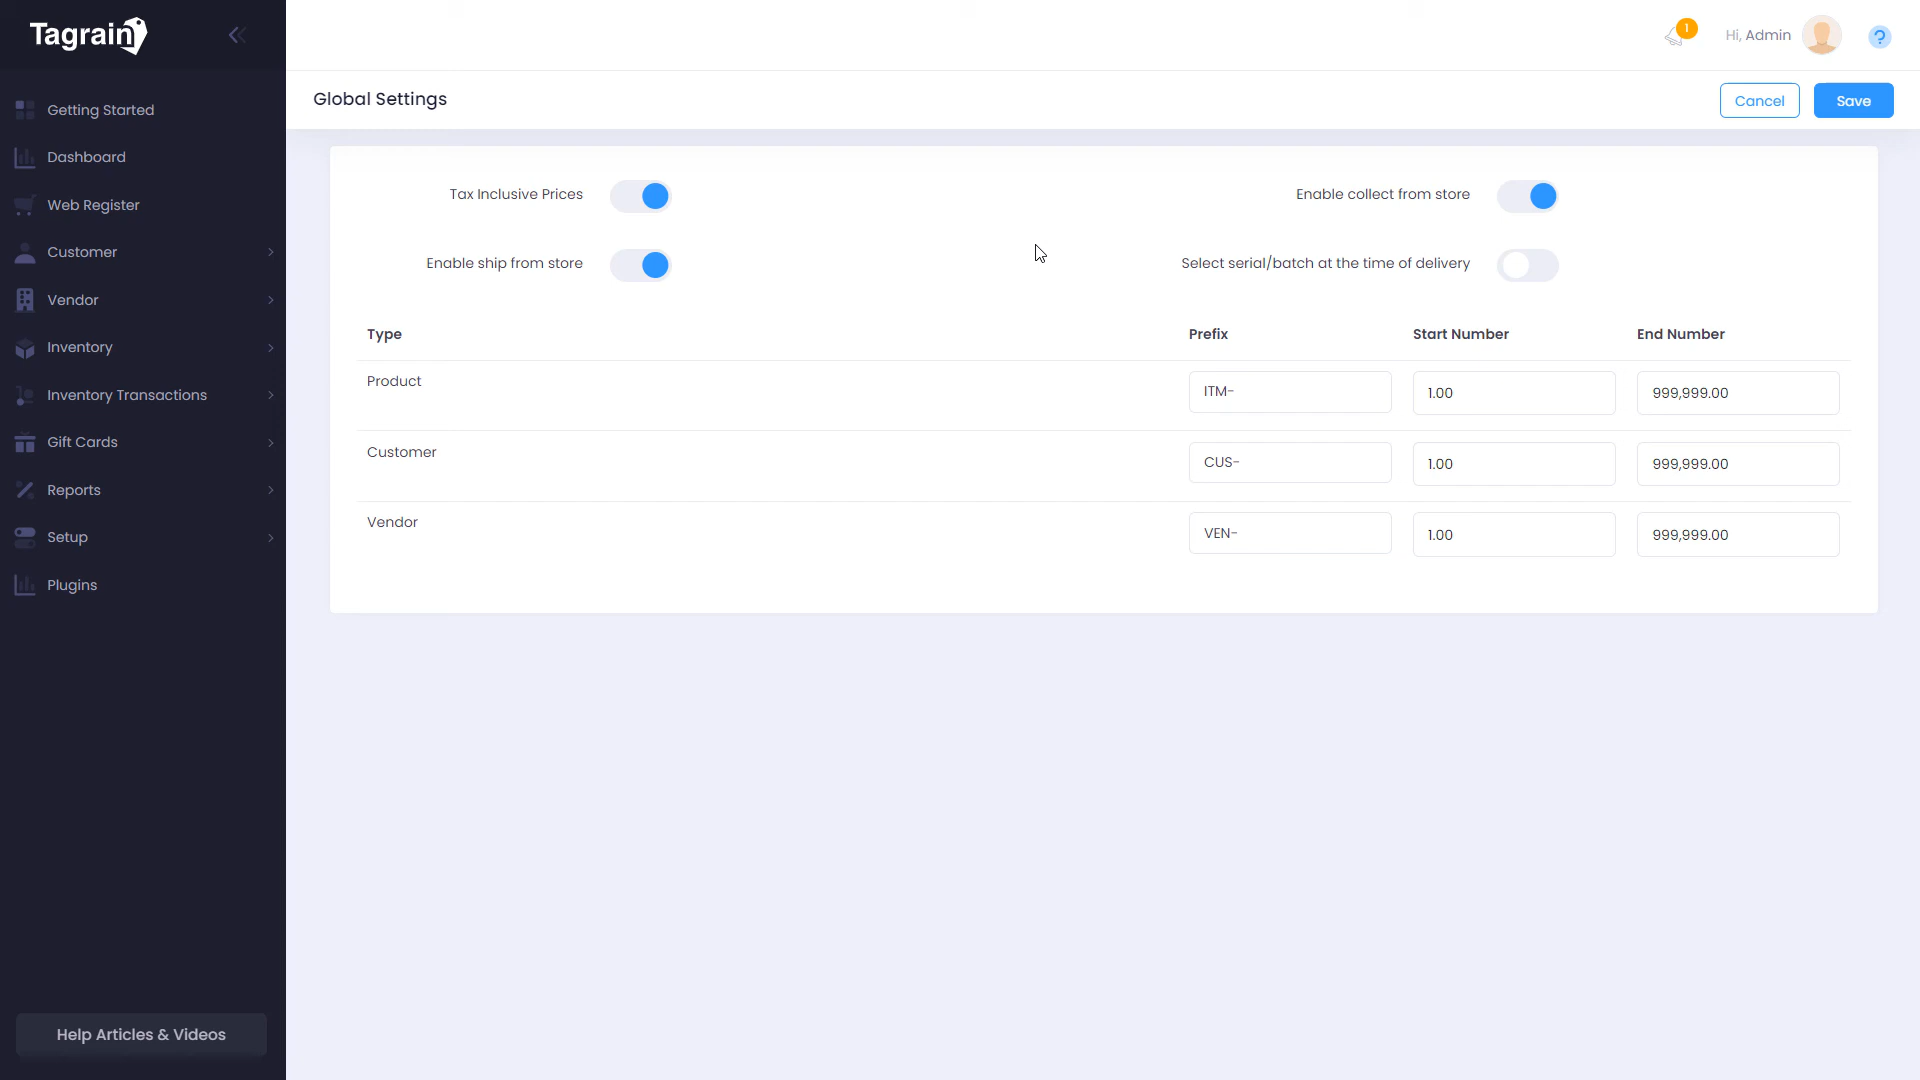 Tagrain
1
Hi, Admin
?
Global Settings
Cancel
Save
Getting Started
Dashboard
Web Register
Customer
Vendor
Inventory
Inventory Transactions
Gift Cards
Reports
Setup
Plugins
Help Articles & Videos
Tax Inclusive Prices
Enable collect from store
Enable ship from store
Select serial/batch at the time of delivery
Type Prefix Start Number End Number
Product ITM- 1.00 999,999.00
Customer CUS- 1.00 999,999.00
Vendor VEN- 1.00 999,999.00